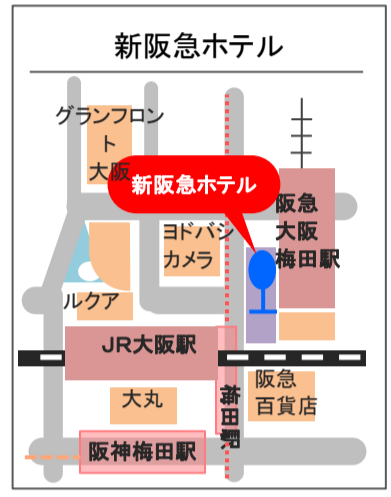 新阪急ホテル
グランフロン
ト
大阪
新阪急ホテル
ヨドバシ
カメラ
阪急
大阪
梅田駅
ルクア
JR大阪駅
梅田駅
大丸
阪急
百貨店
阪神梅田駅